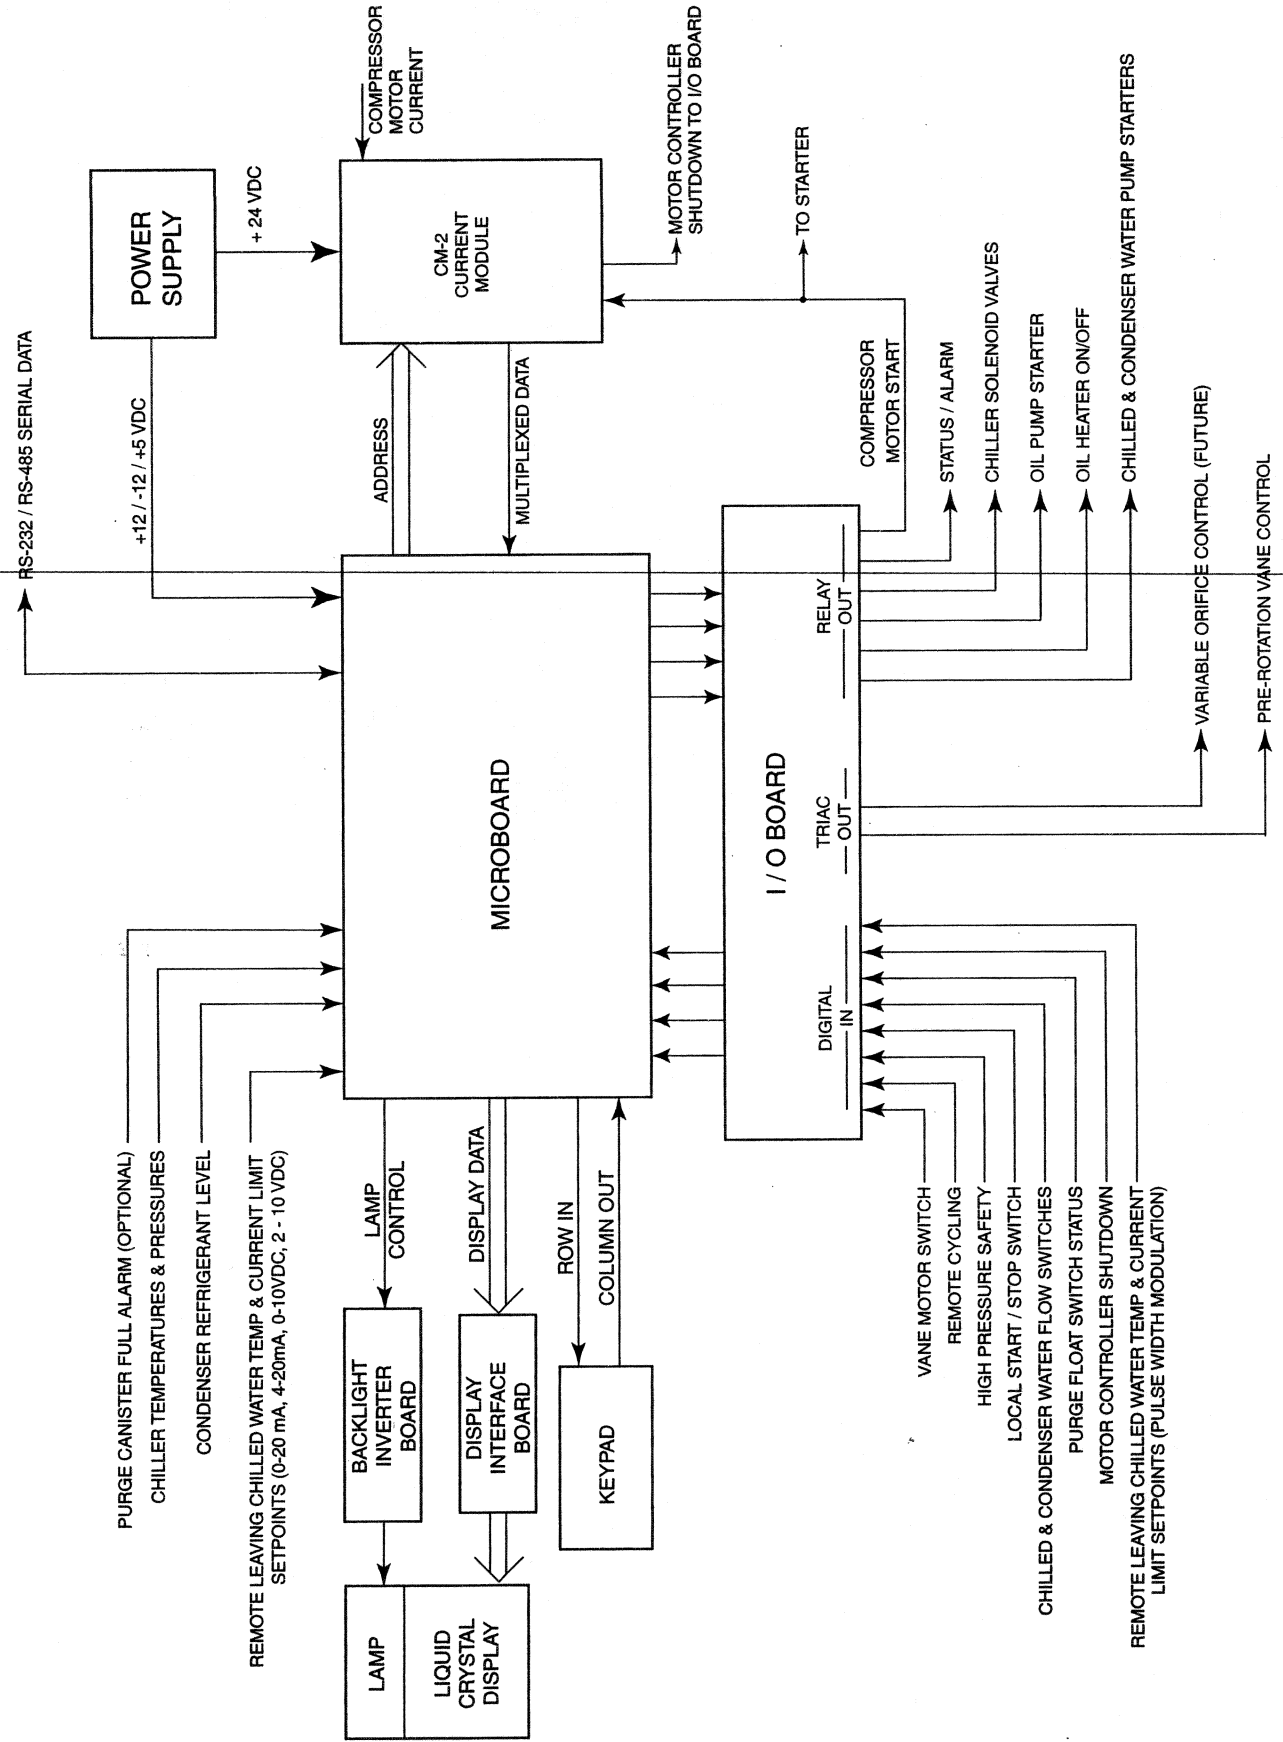 PURGE CANISTER FULL ALARM (OPTIONAL)
CHILLER TEMPERATURES & PRESSURES
CONDENSER REFRIGERANT LEVEL
REMOTE LEAVING CHILLED WATER TEMP & CURRENT LIMIT
SETPOINTS (0-20 mA, 4-20mA, 0-10VDC, 2 - 10 VDC)
RS-232 / RS-485 SERIAL DATA
+12 / -12 / +5 VDC
POWER
SUPPLY
+ 24 VDC
COMPRESSOR
MOTOR
CURRENT
LAMP
LIQUID
CRYSTAL
DISPLAY
BACKLIGHT
INVERTER
BOARD
DISPLAY
INTERFACE
BOARD
KEYPAD
LAMP
CONTROL
DISPLAY DATA
ROW IN
COLUMN OUT
MICROBOARD
ADDRESS
MULTIPLEXED DATA
CM-2
CURRENT
MODULE
MOTOR CONTROLLER
SHUTDOWN TO I/O BOARD
TO STARTER
I / O BOARD
DIGITAL
IN
TRIAC
OUT
RELAY
OUT
COMPRESSOR
MOTOR START
VANE MOTOR SWITCH
REMOTE CYCLING
HIGH PRESSURE SAFETY
LOCAL START / STOP SWITCH
CHILLED & CONDENSER WATER FLOW SWITCHES
PURGE FLOAT SWITCH STATUS
MOTOR CONTROLLER SHUTDOWN
REMOTE LEAVING CHILLED WATER TEMP & CURRENT
LIMIT SETPOINTS (PULSE WIDTH MODULATION)
STATUS / ALARM
CHILLER SOLENOID VALVES
OIL PUMP STARTER
OIL HEATER ON/OFF
CHILLED & CONDENSER WATER PUMP STARTERS
VARIABLE ORIFICE CONTROL (FUTURE)
PRE-ROTATION VANE CONTROL